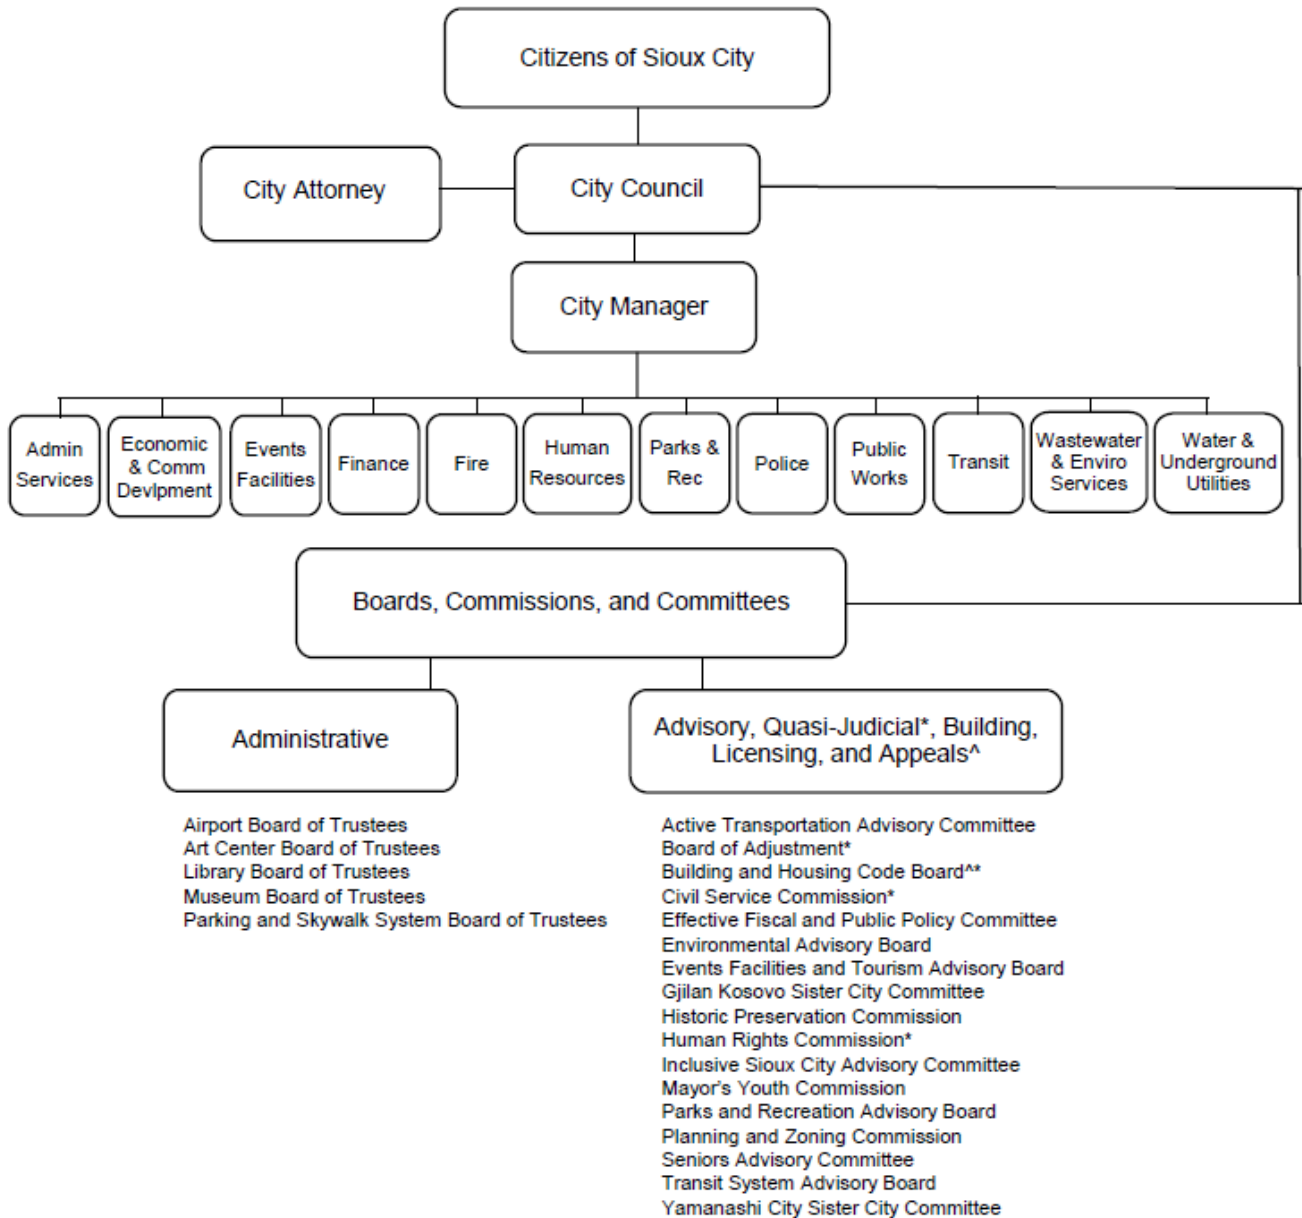 Citizens of Sioux City
City Attorney
City Council
City Manager
Admin
Services
Economic
& Comm
Devlpment
Events
Facilities
Finance
Fire
Human
Resources
Parks &
Rec
Police
Public
Works
Transit
Wastewater
& Enviro
Services
Water &
Underground
Utilities
Boards, Commissions, and Committees
Administrative
Airport Board of Trustees
Art Center Board of Trustees
Library Board of Trustees
Museum Board of Trustees
Parking and Skywalk System Board of Trustees
Advisory, Quasi-Judicial*, Building,
Licensing, and Appeals^
Active Transportation Advisory Committee
Board of Adjustment*
Building and Housing Code Board^*
Civil Service Commission*
Effective Fiscal and Public Policy Committee
Environmental Advisory Board
Events Facilities and Tourism Advisory Board
Gjilan Kosovo Sister City Committee
Historic Preservation Commission
Human Rights Commission*
Inclusive Sioux City Advisory Committee
Mayor's Youth Commission
Parks and Recreation Advisory Board
Planning and Zoning Commission
Seniors Advisory Committee
Transit System Advisory Board
Yamanashi City Sister City Committee